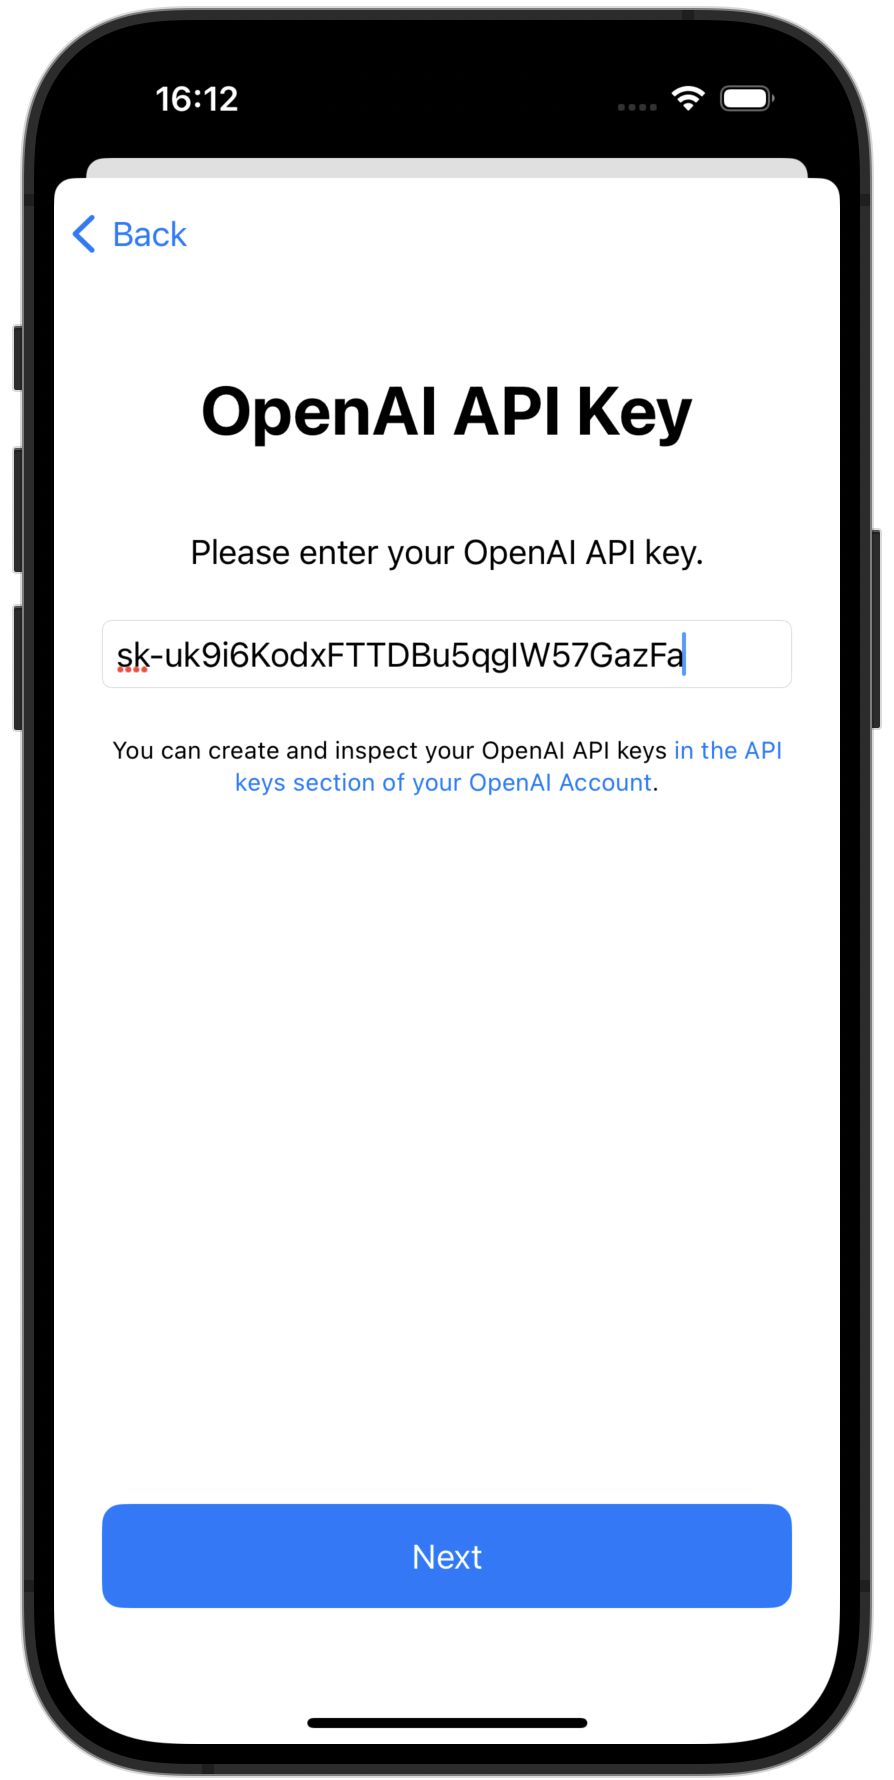 16:12
Back
OpenAI API Key
Please enter your OpenAI API key.
sk-uk9i6KodxFTTDBu5qgIW57GazFa
You can create and inspect your OpenAI API keys in the API
keys section of your OpenAI Account.
Next